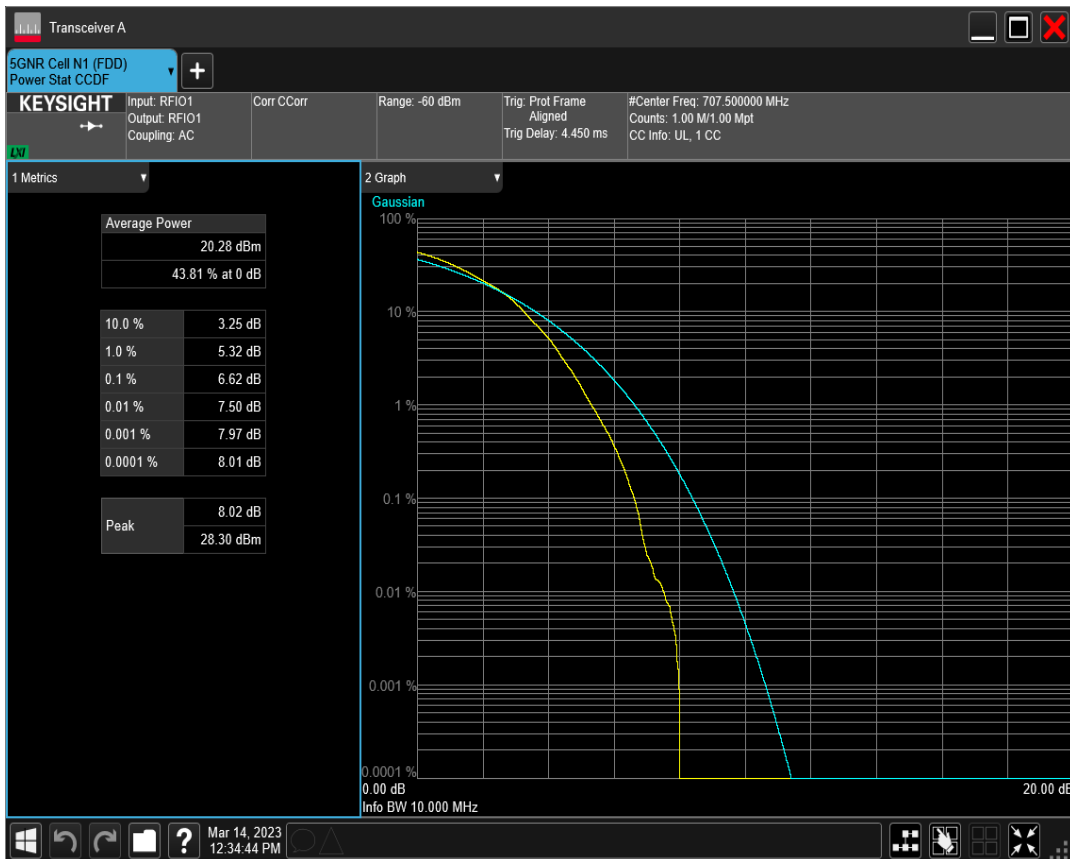 Transceiver A
5GNR Cell N1 (FDD)
Power Stat CCDF
+
KEYSIGHT
LXI
Input: RFIO1
Output: RFIO1
Coupling: AC
Corr CCorr
Range: -60 dBm
Trig: Prot Frame
Aligned
Trig Delay: 4.450 ms
#Center Freq: 707.500000 MHz
Counts: 1.00 M/1.00 Mpt
CC Info: UL, 1 CC
1 Metrics
Average Power
20.28 dBm
43.81 % at 0 dB
10.0 % 3.25 dB
1.0 % 5.32 dB
0.1 % 6.62 dB
0.01 % 7.50 dB
0.001 % 7.97 dB
0.0001 % 8.01 dB
Peak
8.02 dB
28.30 dBm
2 Graph
Gaussian
100 %
10 %
1 %
0.1 %
0.01 %
0.001 %
0.0001 %
0.00 dB 20.00 dB
Info BW 10.000 MHz
?
Mar 14, 2023
12:34:44 PM